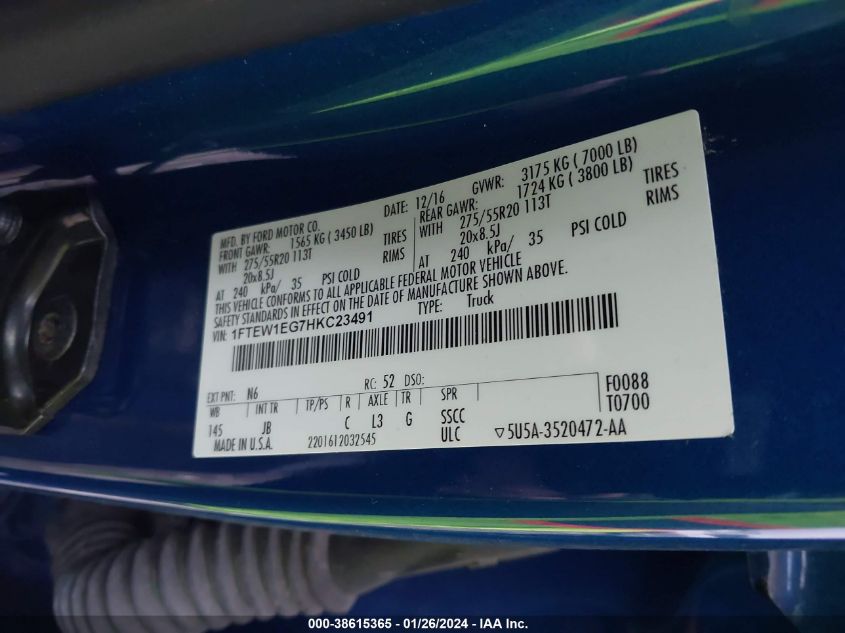 MFD. BY FORD MOTOR CO. DATE: 12/16 GVWR: 3175 KG ( 7000 LB)
FRONT GAWR: 1565 KG ( 3450 LB) REAR GAWR: 1724 KG ( 3800 LB)
WITH 275/55R20 113T TIRES WITH 275/55R20 113T TIRES
20x8.5J RIMS 20x8.5J RIMS
AT 240 kPa/ 35 PSI COLD AT 240 kPa/ 35 PSI COLD
THIS VEHICLE CONFORMS TO ALL APPLICABLE FEDERAL MOTOR VEHICLE
SAFETY STANDARDS IN EFFECT ON THE DATE OF MANUFACTURE SHOWN ABOVE.
VIN: 1FTEW1EG7HKC23491 TYPE: Truck
EXT PNT: N6 RC: 52 DSO: F0088
WB INT TR TP/PS R AXLE TR SPR T0700
145 JB C L3 G SSCC
MADE IN U.S.A. 2201612032545 ULC ▽5U5A-3520472-AA
000-38615365 - 01/26/2024 - IAA Inc.